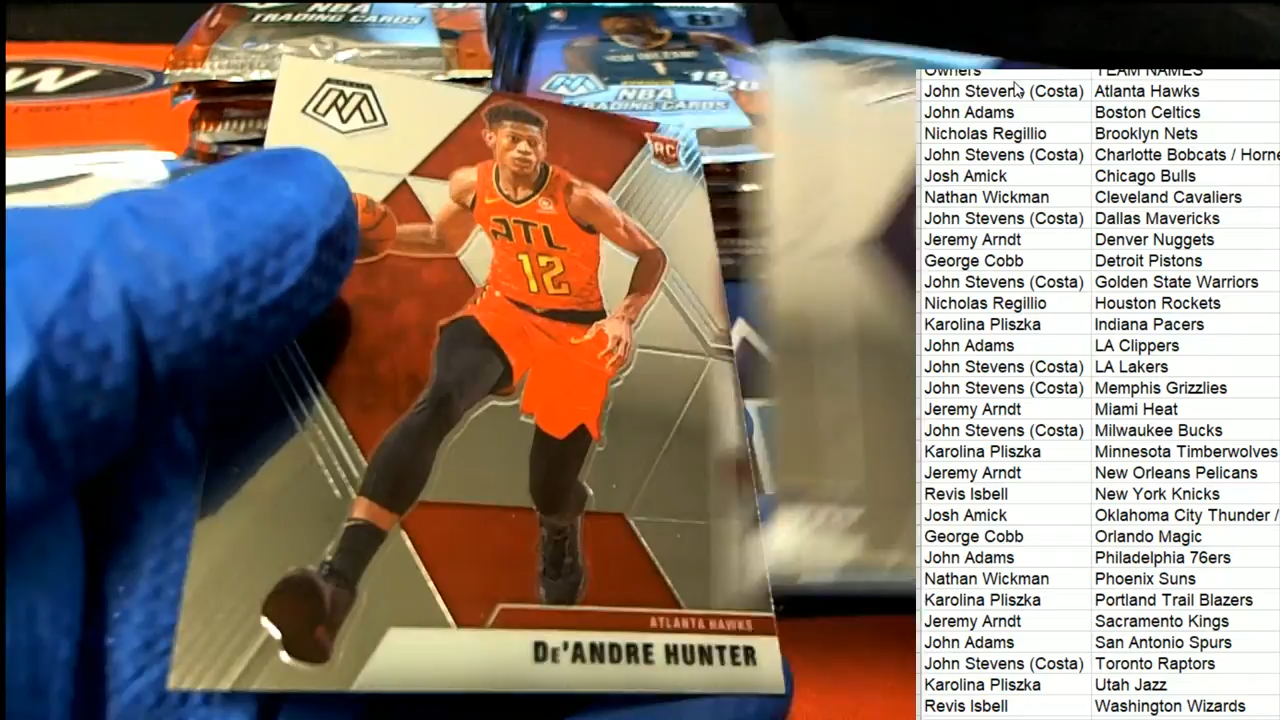 NBA
TRADING CARDS
20
W
NEW ORLEANS
1
19
20
NBA
TRADING CARDS
MOSAIC
RC
ATL
12
ATLANTA HAWKS
DE'ANDRE HUNTER
Owners TEAM NAMES
John Stevens (Costa) Atlanta Hawks
John Adams Boston Celtics
Nicholas Regillio Brooklyn Nets
John Stevens (Costa) Charlotte Bobcats / Horne
Josh Amick Chicago Bulls
Nathan Wickman Cleveland Cavaliers
John Stevens (Costa) Dallas Mavericks
Jeremy Arndt Denver Nuggets
George Cobb Detroit Pistons
John Stevens (Costa) Golden State Warriors
Nicholas Regillio Houston Rockets
Karolina Pliszka Indiana Pacers
John Adams LA Clippers
John Stevens (Costa) LA Lakers
John Stevens (Costa) Memphis Grizzlies
Jeremy Arndt Miami Heat
John Stevens (Costa) Milwaukee Bucks
Karolina Pliszka Minnesota Timberwolves
Jeremy Arndt New Orleans Pelicans
Revis Isbell New York Knicks
Josh Amick Oklahoma City Thunder /
George Cobb Orlando Magic
John Adams Philadelphia 76ers
Nathan Wickman Phoenix Suns
Karolina Pliszka Portland Trail Blazers
Jeremy Arndt Sacramento Kings
John Adams San Antonio Spurs
John Stevens (Costa) Toronto Raptors
Karolina Pliszka Utah Jazz
Revis Isbell Washington Wizards